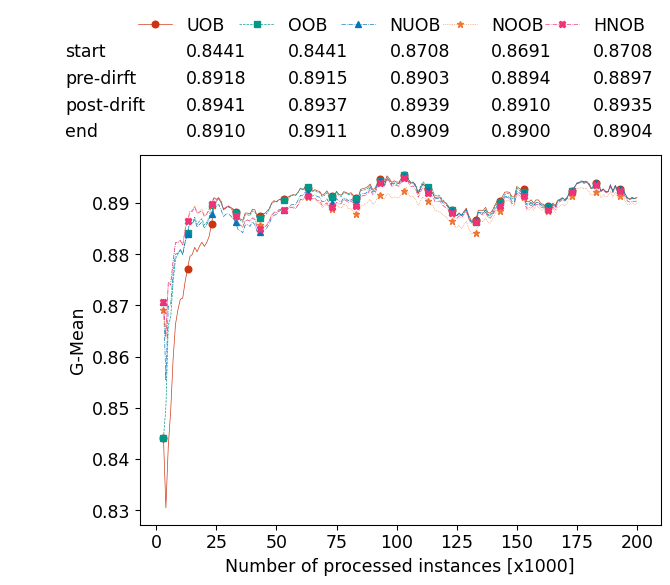 UOB OOB NUOB NOOB HNOB
start 0.8441 0.8441 0.8708 0.8691 0.8708
pre-dirft 0.8918 0.8915 0.8903 0.8894 0.8897
post-drift 0.8941 0.8937 0.8939 0.8910 0.8935
end 0.8910 0.8911 0.8909 0.8900 0.8904
0.89
0.88
0.87
0.86
0.85
0.84
0.83
G-Mean
0 25 50 75 100 125 150 175 200
Number of processed instances [x1000]